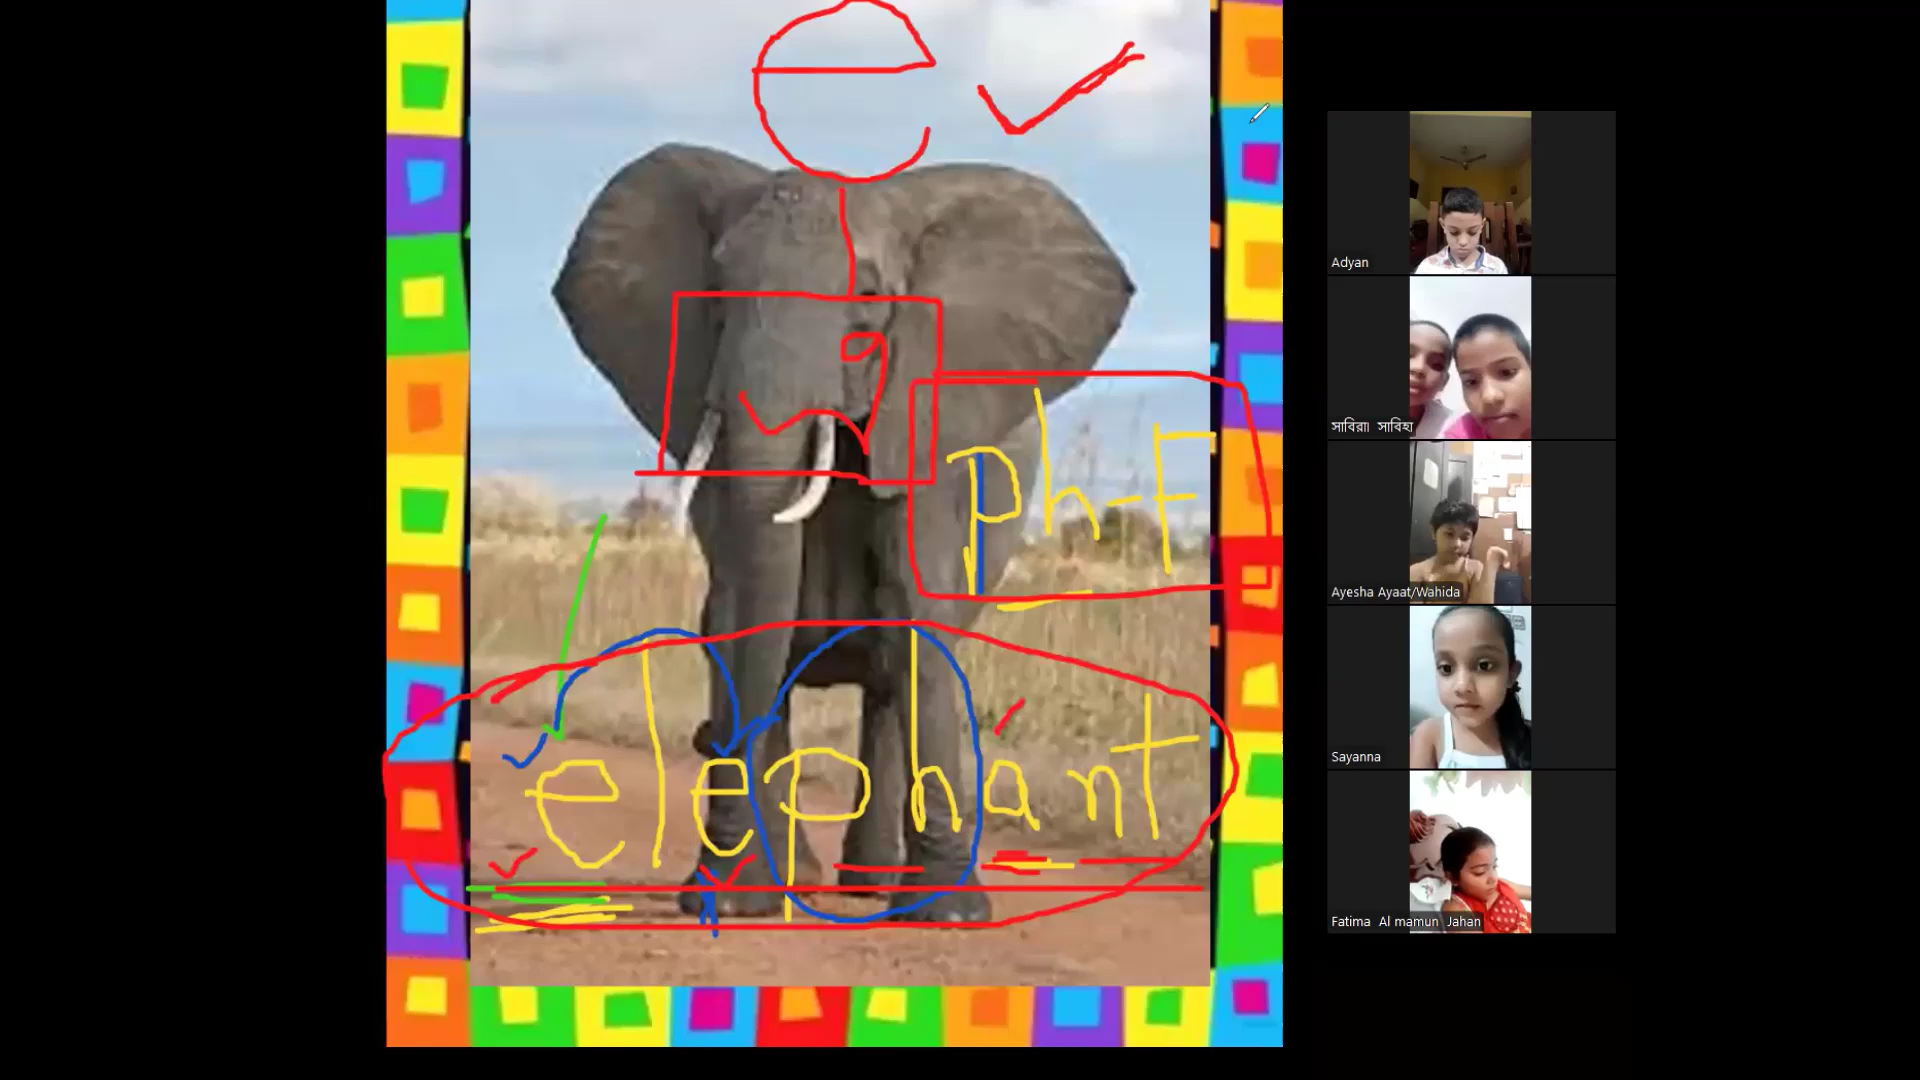 e
এ
ph-F
elephant
Adyan
সাবিরা সাবিহা
Ayesha Ayaat/Wahida
Sayanna
Fatima Al mamun Jahan